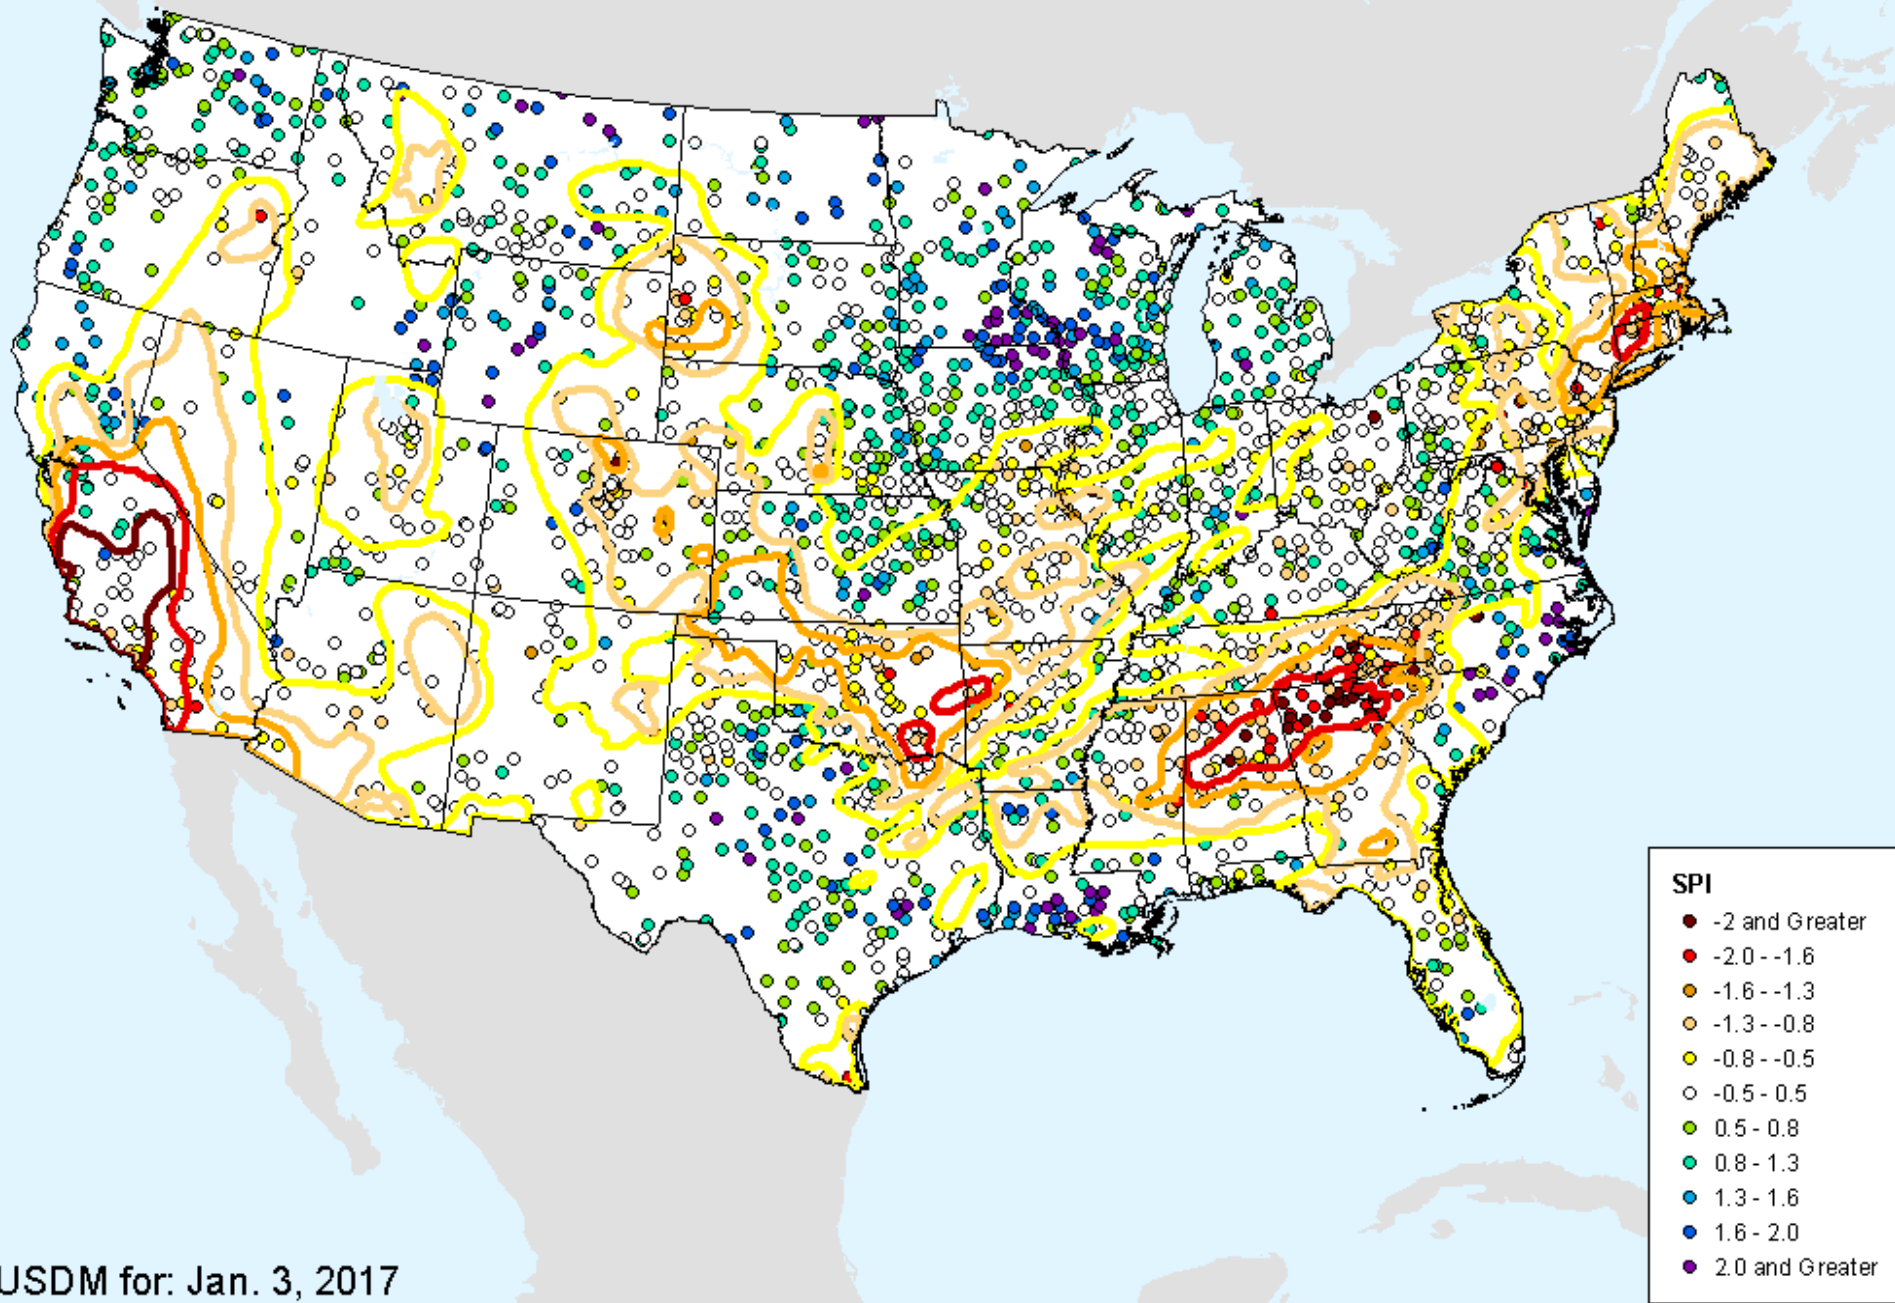 SPI
-2 and Greater
-2.0 - -1.6
-1.6 - -1.3
-1.3 - -0.8
-0.8 - -0.5
-0.5 - 0.5
0.5 - 0.8
0.8 - 1.3
1.3 - 1.6
1.6 - 2.0
2.0 and Greater
USDM for: Jan. 3, 2017